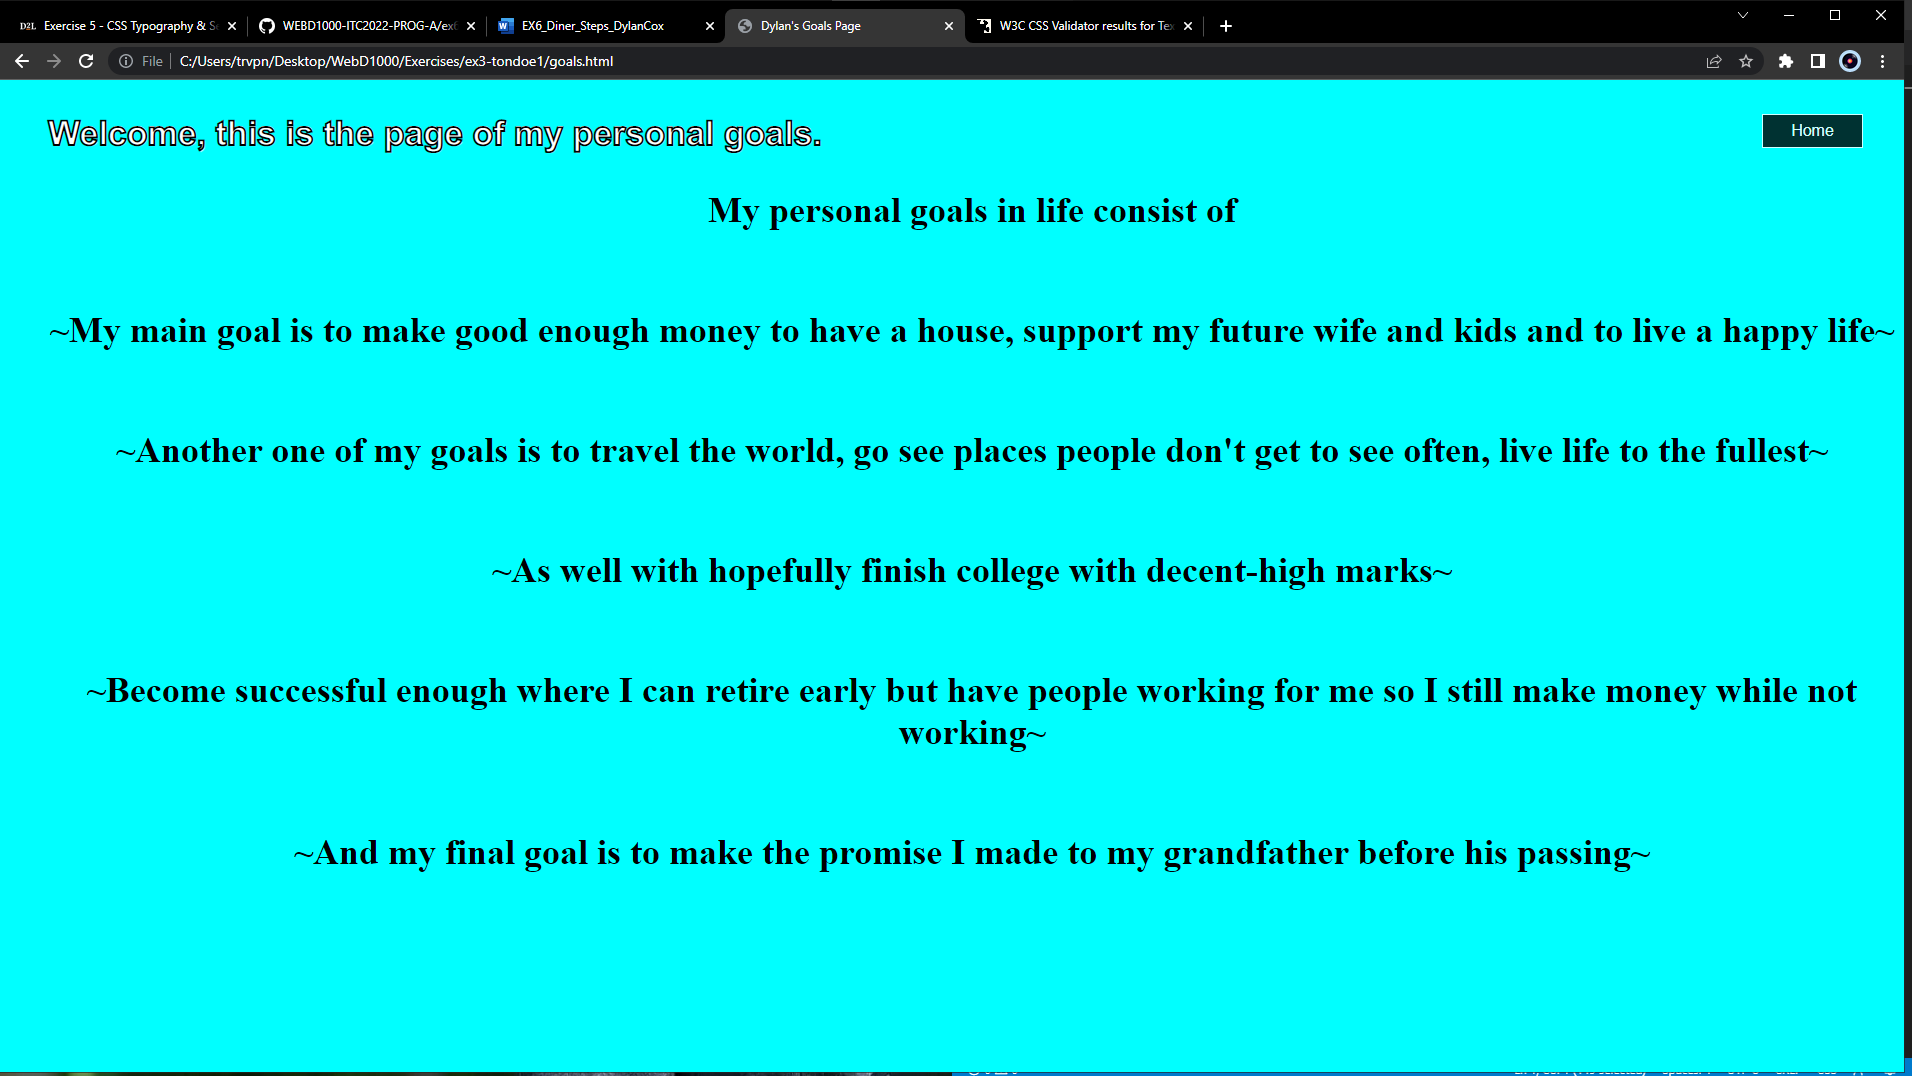 Exercise 5 - CSS Typography & S
WEBD1000-ITC2022-PROG-A/ex
EX6_Diner_Steps_DylanCox
Dylan's Goals Page
W3C CSS Validator results for Tex
File
C:/Users/trvpn/Desktop/WebD1000/Exercises/ex3-tondoe1/goals.html
Welcome, this is the page of my personal goals.
Home
My personal goals in life consist of
~My main goal is to make good enough money to have a house, support my future wife and kids and to live a happy life~
~Another one of my goals is to travel the world, go see places people don't get to see often, live life to the fullest~
~As well with hopefully finish college with decent-high marks~
~Become successful enough where I can retire early but have people working for me so I still make money while not
working~
~And my final goal is to make the promise I made to my grandfather before his passing~